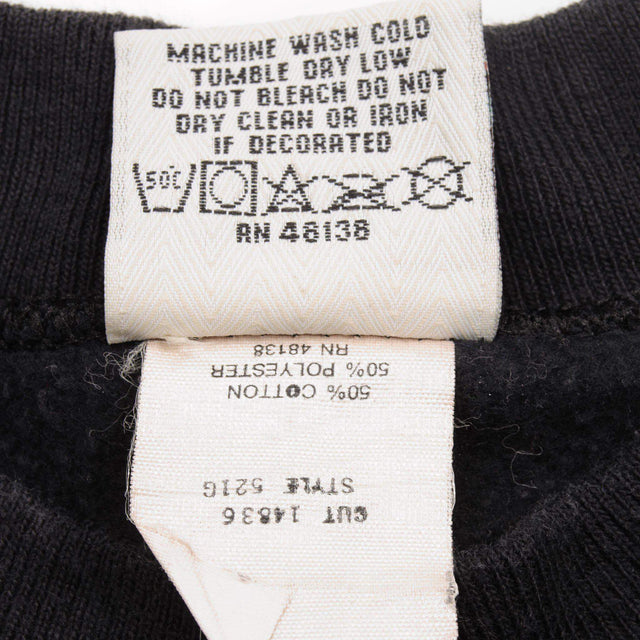 MACHINE WASH COLD
TUMBLE DRY LOW
DO NOT BLEACH DO NOT
DRY CLEAN OR IRON
IF DECORATED
50°C
RN 48138
RN 48138
50% POLYESTER
50% COTTON
STYLE 521G
CUT 14836